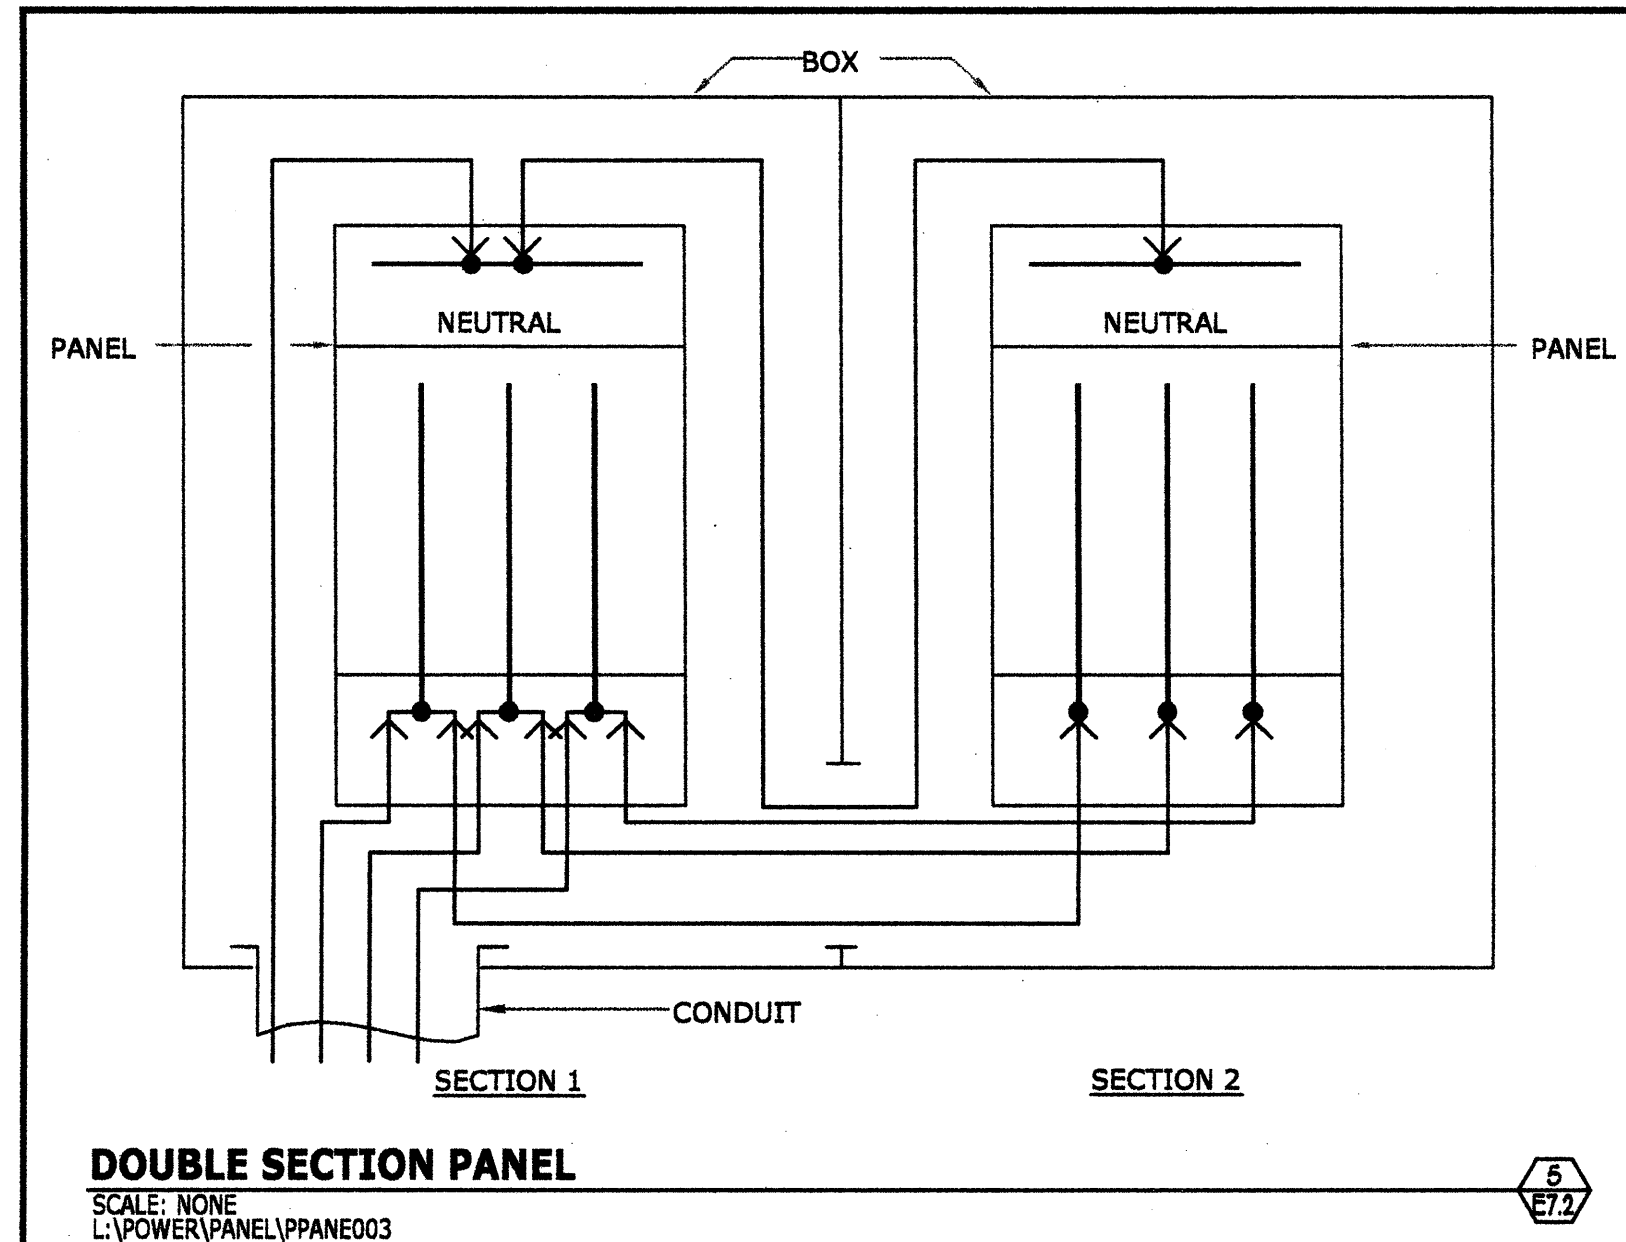 BOX
NEUTRAL
NEUTRAL
PANEL
PANEL
CONDUIT
SECTION 1
SECTION 2
DOUBLE SECTION PANEL
5
SCALE: NONE
E7.2
L:\POWER\PANEL\PPANE003